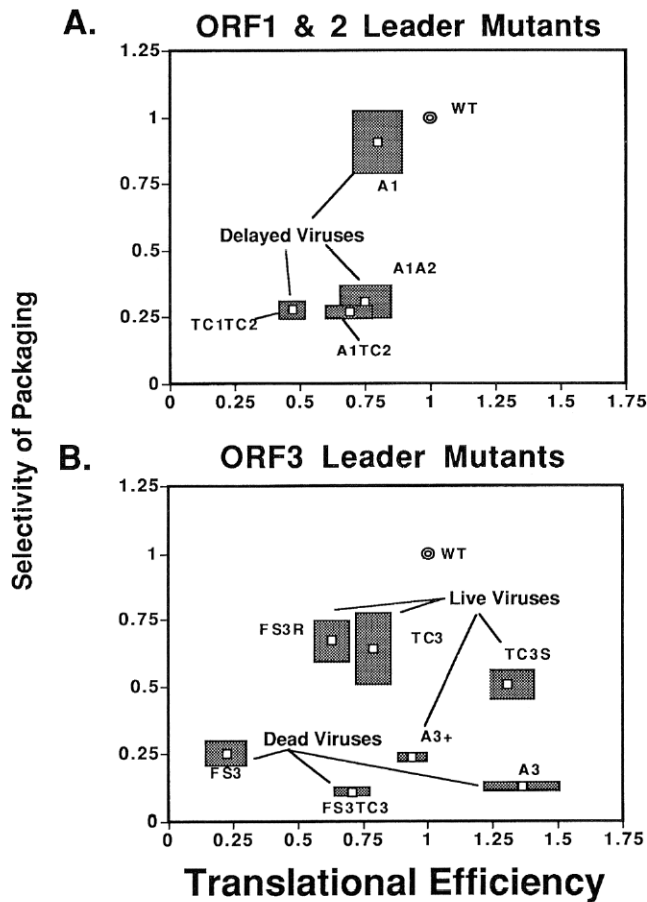 A. ORF1 & 2 Leader Mutants
1.25
1
0.75
0.5
0.25
0
WT
A1
Delayed Viruses
A1A2
TC1TC2
A1TC2
0 0.25 0.5 0.75 1 1.25 1.5 1.75
Selectivity of Packaging
B. ORF3 Leader Mutants
1.25
1
0.75
0.5
0.25
0
WT
Live Viruses
FS3R
TC3
TC3S
Dead Viruses
A3+
FS3
A3
FS3TC3
0 0.25 0.5 0.75 1 1.25 1.5 1.75
Translational Efficiency